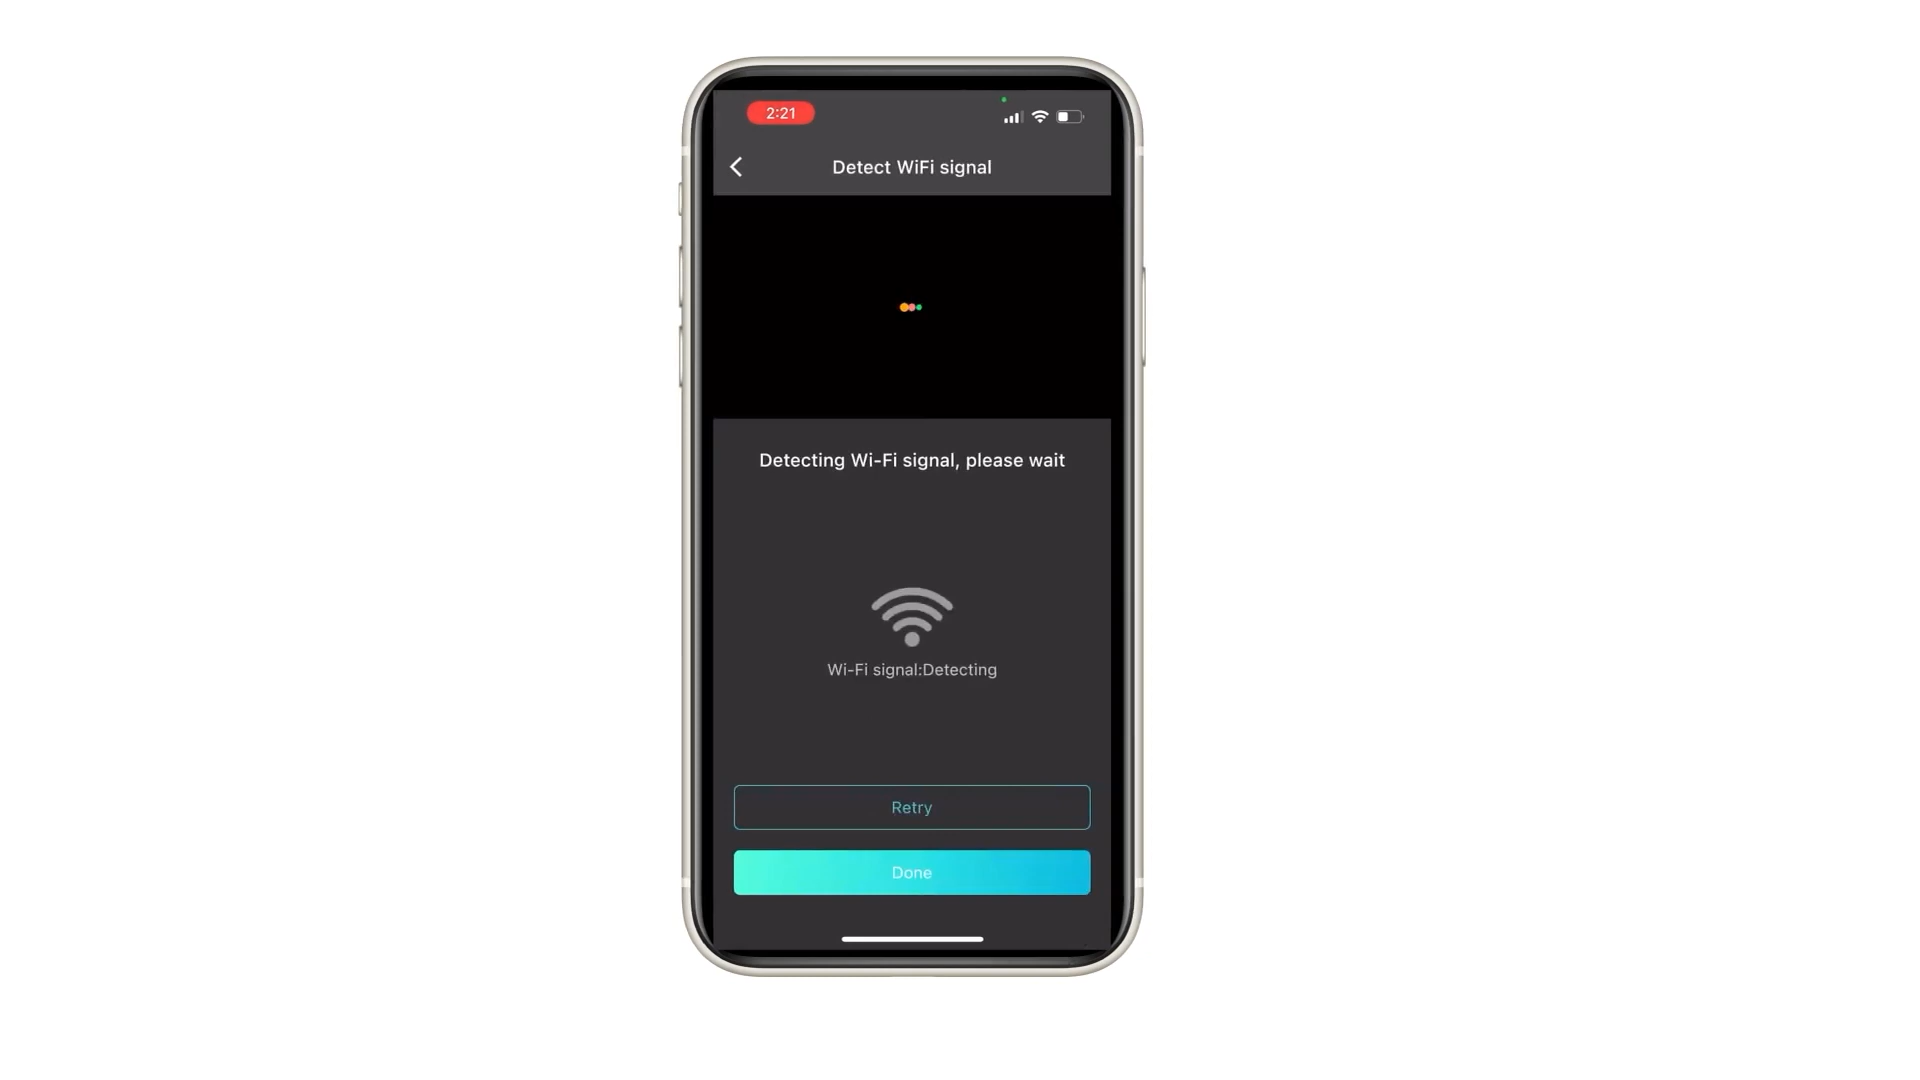 2:21
Detect WiFi signal
Detecting Wi-Fi signal, please wait
Wi-Fi signal:Detecting
Retry
Done